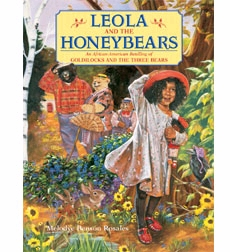 LEOLA
AND THE
HONEYBEARS
An African-American Retelling of
GOLDILOCKS AND THE THREE BEARS
Melodye Benson Rosales